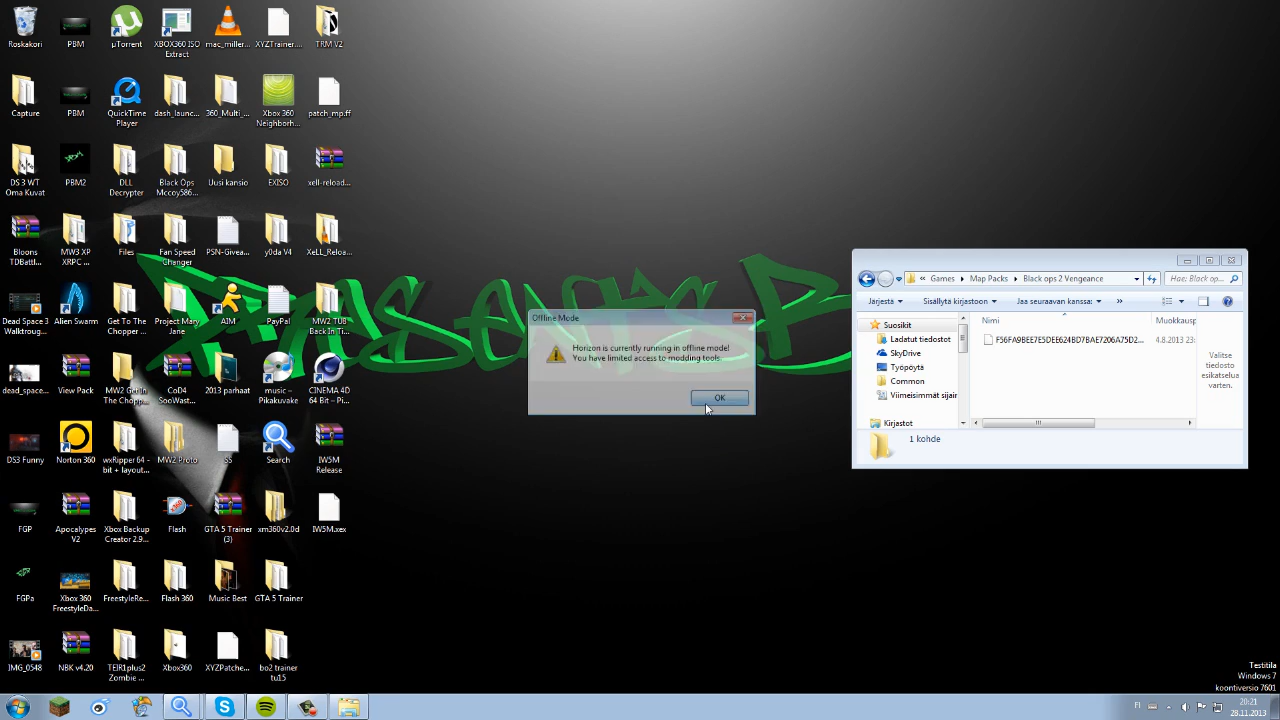 Roskakori
PBM
µTorrent
XBOX360 ISO
Extract
mac_miller...
XYZTrainer....
TRM V2
Capture
PBM
QuickTime
Player
dash_launc...
360_Multi_...
Xbox 360
Neighborh...
patch_mp.ff
DS 3 WT
Oma Kuvat
PBM2
DLL
Decrypter
Black Ops
Mccoy586...
Uusi kansio
EXISO
xell-reload...
Bloons
TDBattl...
MW3 XP
XRPC ...
Files
Fan Speed
Changer
PSN-Givea...
y0da V4
XeLL_Reloa...
Dead Space 3
Walkthroug...
Alien Swarm
Get To The
Chopper ...
Project Mary
Jane
AIM
PayPal
MW2 TUB
Back In Ti...
dead_space...
View Pack
MW2 Get In
The Chopp...
CoD4
SooWast...
2013 parhaat
music –
Pikakuvake
CINEMA 4D
64 Bit – Pi...
DS3 Funny
Norton 360
wxRipper 64 -
bit + layout...
MW2 Proto
SS
Search
IW5M
Release
FGP
Apocalypes
V2
Xbox Backup
Creator 2.9...
Flash
GTA 5 Trainer
(3)
xm360v2.0d
IW5M.xex
FGPa
Xbox 360
FreestyleDa...
FreestyleRe...
Flash 360
Music Best
GTA 5 Trainer
IMG_0548
NBK v4.20
TEIR1plus2
Zombie ...
Xbox360
XYZPatche...
bo2 trainer
tu15
Offline Mode
Horizon is currently running in offline mode!
You have limited access to modding tools.
OK
Games
Map Packs
Black ops 2 Vengeance
Hae: Black op...
Järjestä
Sisällytä kirjastoon
Jaa seuraavan kanssa:
»
Suosikit
Ladatut tiedostot
SkyDrive
Työpöytä
Common
Viimeisimmät sijain
Kirjastot
Nimi
Muokkausp
F56FA9BEE7E5DEE624BD7BAE7206A75D2...
4.8.2013 23:
Valitse
tiedosto
esikatselua
varten.
1 kohde
Testitila
Windows 7
koontiversio 7601
FI
20:21
28.11.2013